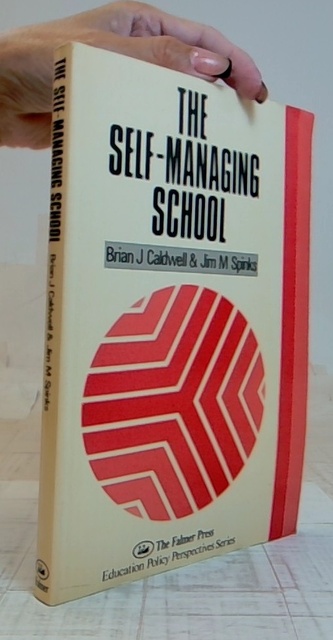 THE
SELF-MANAGING
SCHOOL
Brian J Caldwell & Jim M Spinks
The Falmer Press
Education Policy Perspectives Series
THE SELF-MANAGING SCHOOL Brian J Caldwell & Jim M Spinks
Falmer